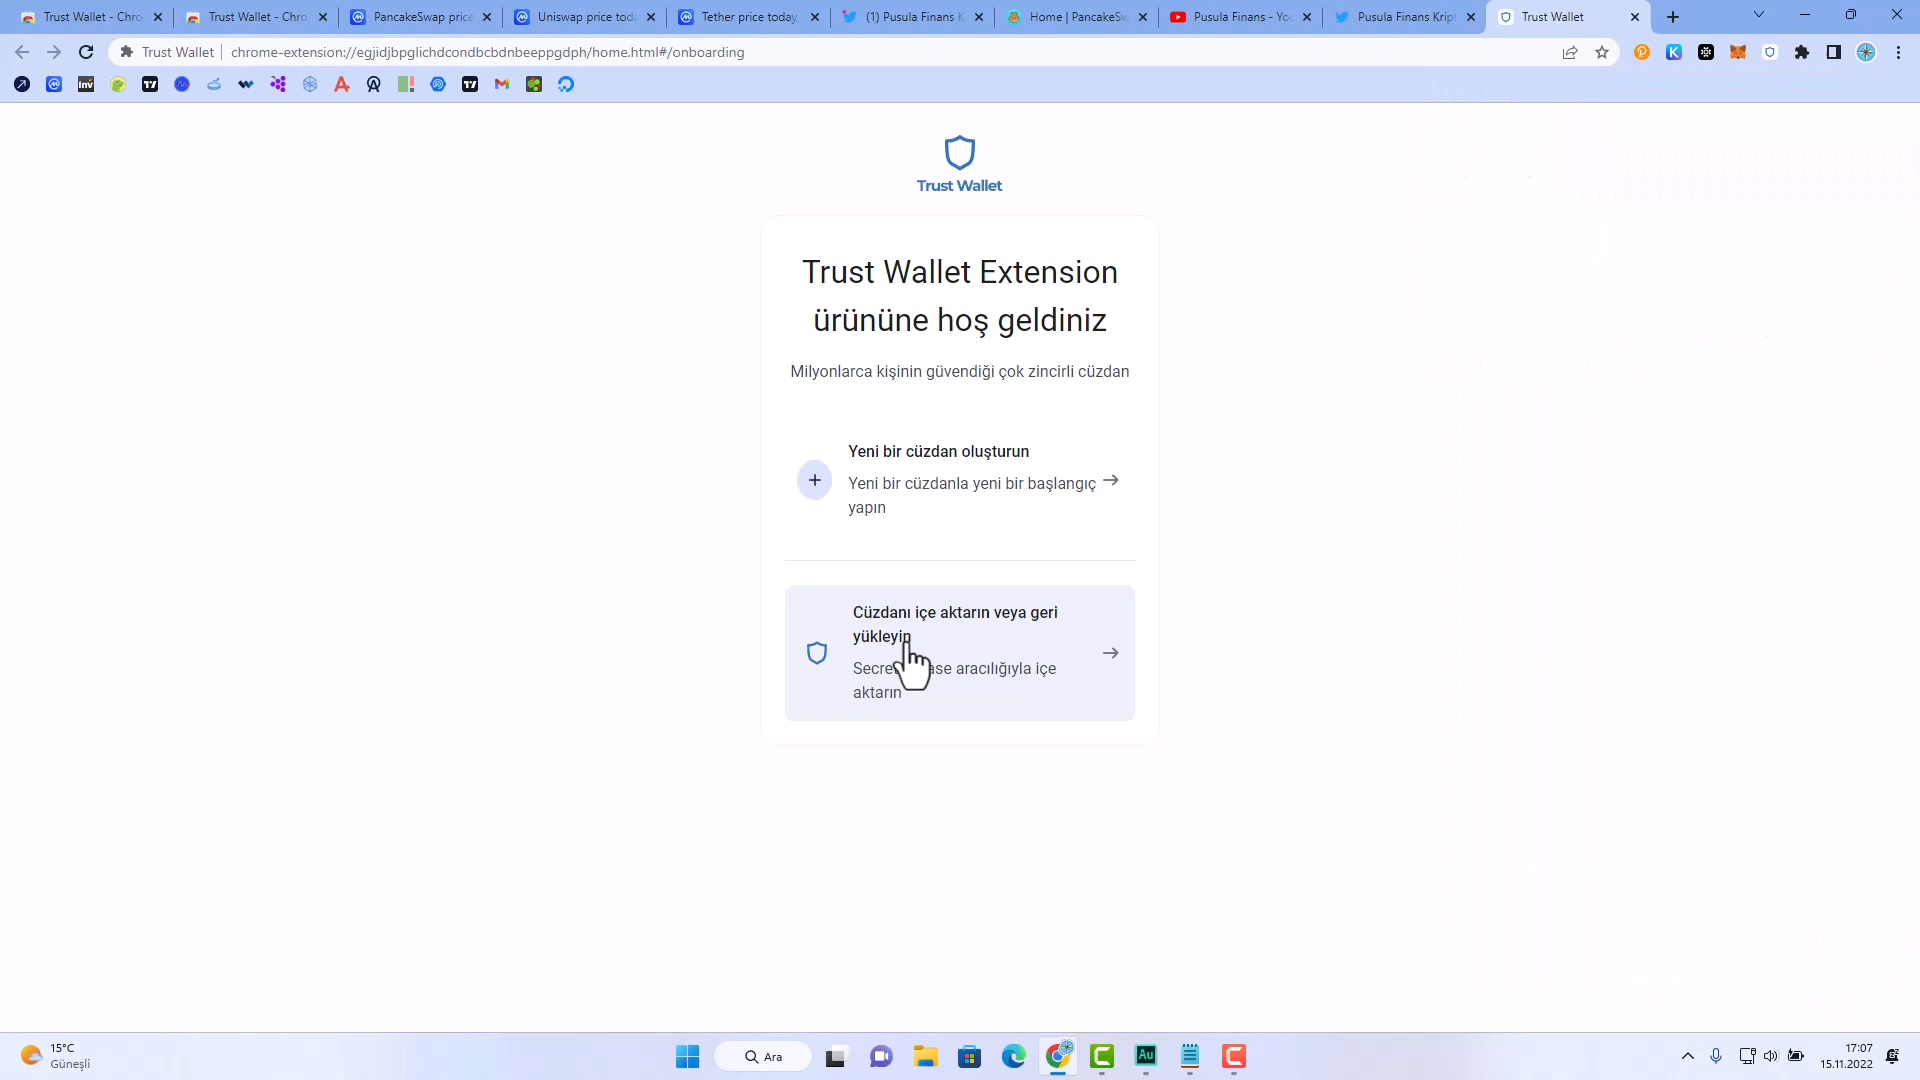 Trust Wallet - Chro
Trust Wallet - Chro
PancakeSwap price
Uniswap price toda
Tether price today,
(1) Pusula Finans K
Home | PancakeSw
Pusula Finans - You
Pusula Finans Kript
Trust Wallet
Trust Wallet
chrome-extension://egjidjbpglichdcondbcbdnbeeppgdph/home.html#/onboarding
Trust Wallet
Trust Wallet Extension
ürününe hoş geldiniz
Milyonlarca kişinin güvendiği çok zincirli cüzdan
Yeni bir cüzdan oluşturun
Yeni bir cüzdanla yeni bir başlangıç
yapın
Cüzdanı içe aktarın veya geri
yükleyin
Secre ase aracılığıyla içe
aktarın
15°C
Güneşli
Ara
Au
17:07
15.11.2022